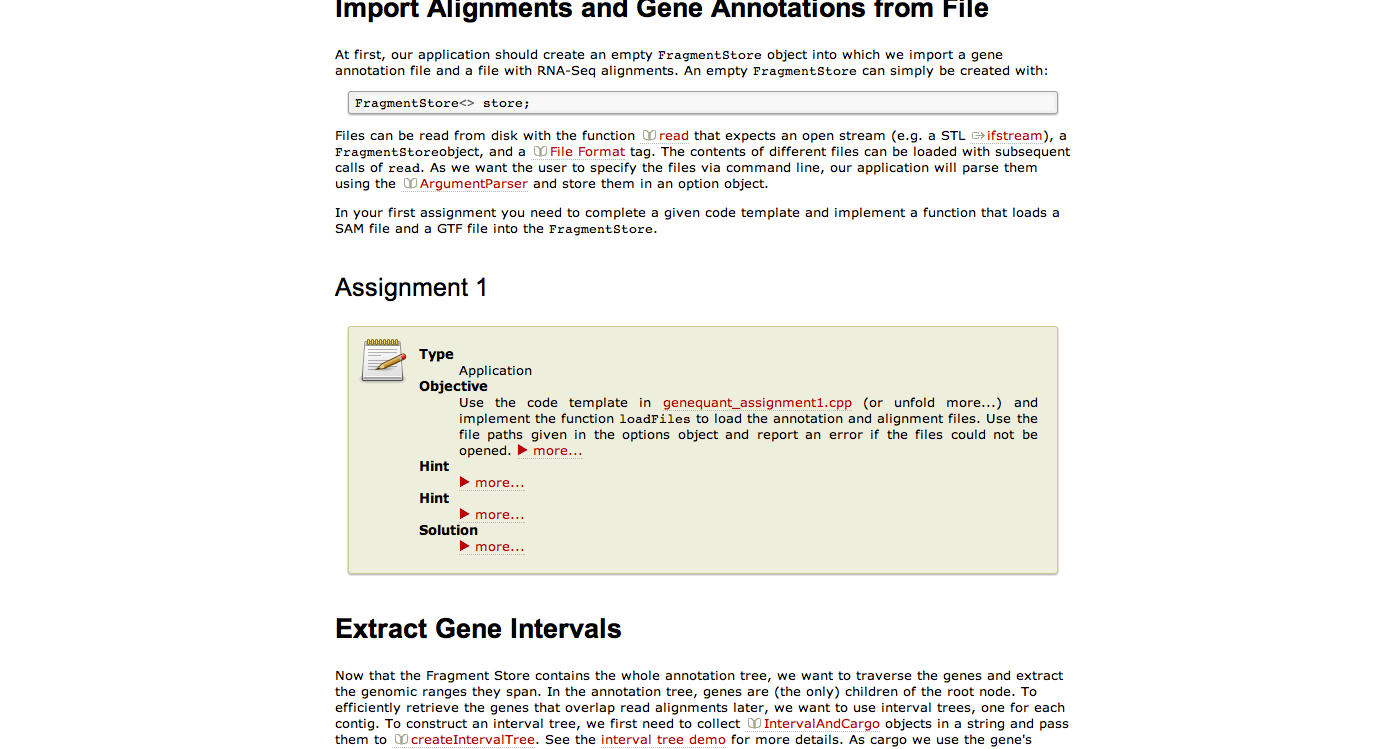 Import Alignments and Gene Annotations from File
At first, our application should create an empty FragmentStore object into which we import a gene
annotation file and a file with RNA-Seq alignments. An empty FragmentStore can simply be created with:
FragmentStore<> store;
Files can be read from disk with the function read that expects an open stream (e.g. a STL ifstream), a
FragmentStoreobject, and a File Format tag. The contents of different files can be loaded with subsequent
calls of read. As we want the user to specify the files via command line, our application will parse them
using the ArgumentParser and store them in an option object.
In your first assignment you need to complete a given code template and implement a function that loads a
SAM file and a GTF file into the FragmentStore.
Assignment 1
Type
Application
Objective
Use the code template in genequant_assignment1.cpp (or unfold more...) and
implement the function loadFiles to load the annotation and alignment files. Use the
file paths given in the options object and report an error if the files could not be
opened. more...
Hint
more...
Hint
more...
Solution
more...
Extract Gene Intervals
Now that the Fragment Store contains the whole annotation tree, we want to traverse the genes and extract
the genomic ranges they span. In the annotation tree, genes are (the only) children of the root node. To
efficiently retrieve the genes that overlap read alignments later, we want to use interval trees, one for each
contig. To construct an interval tree, we first need to collect IntervalAndCargo objects in a string and pass
them to createIntervalTree. See the interval tree demo for more details. As cargo we use the gene's